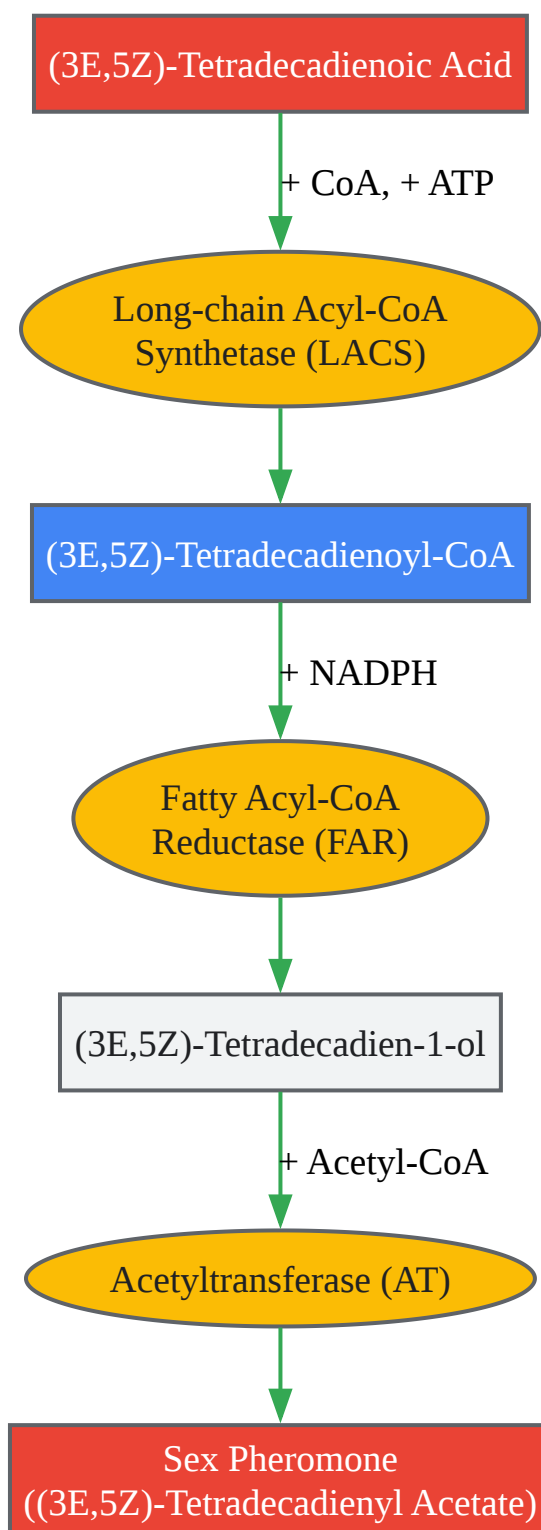 (3E,5Z)-Tetradecadienoic Acid
+ CoA, + ATP
Long-chain Acyl-CoA
Synthetase (LACS)
(3E,5Z)-Tetradecadienoyl-CoA
+ NADPH
Fatty Acyl-CoA
Reductase (FAR)
(3E,5Z)-Tetradecadien-1-ol
+ Acetyl-CoA
Acetyltransferase (AT)
Sex Pheromone
((3E,5Z)-Tetradecadienyl Acetate)